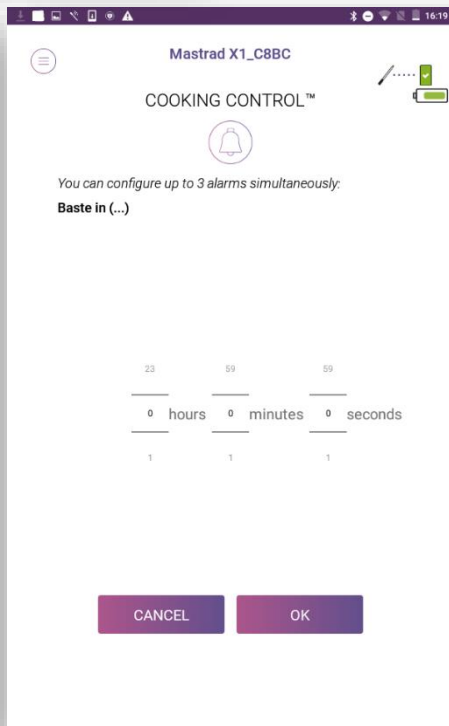 16:19
Mastrad X1_C8BC
COOKING CONTROL™
You can configure up to 3 alarms simultaneously:
Baste in (...)
23 59 59
0 hours 0 minutes 0 seconds
1 1 1
CANCEL OK